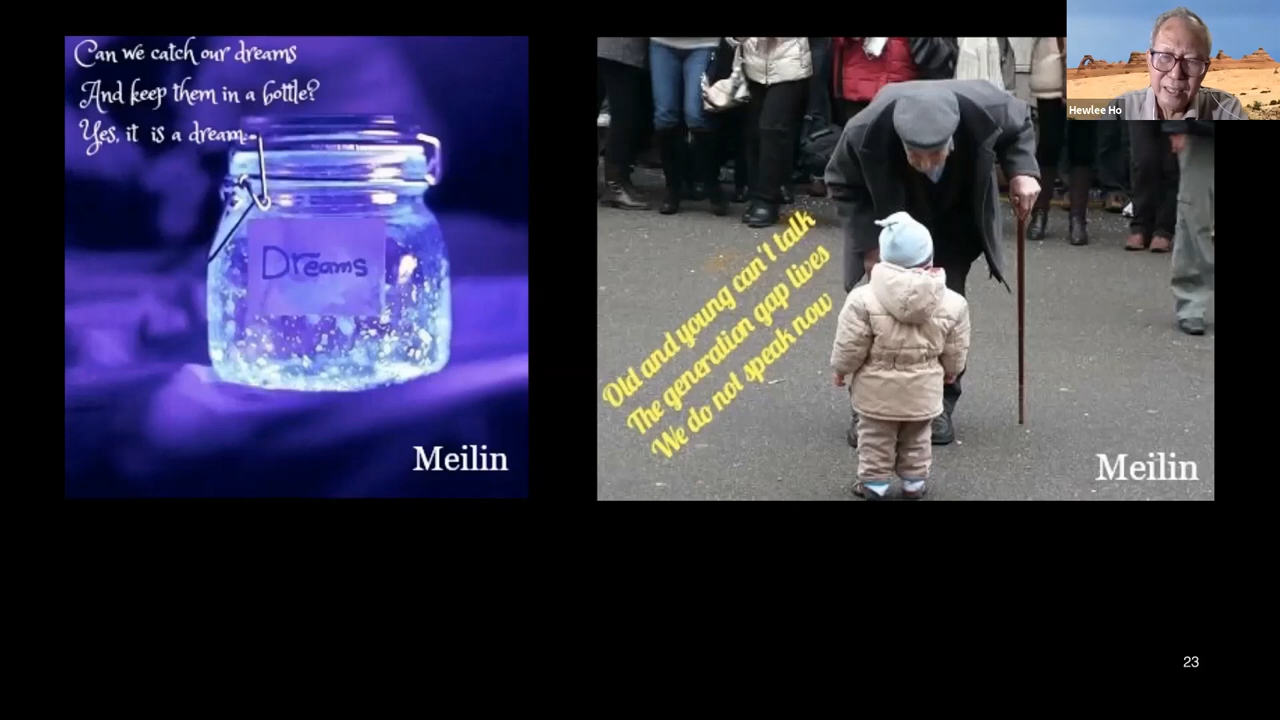 Can we catch our dreams
And keep them in a bottle?
Yes, it is a dream.
Dreams
Meilin
Old and young can't talk
The generation gap lives
We do not speak now
Meilin
Hewlee Ho
23